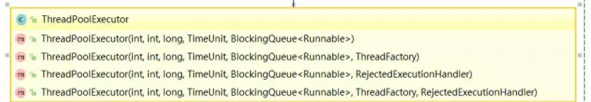 ThreadPoolExecutor
ThreadPoolExecutor(int, int, long, TimeUnit, BlockingQueue<Runnable>)
ThreadPoolExecutor(int, int, long, TimeUnit, BlockingQueue<Runnable>, ThreadFactory)
ThreadPoolExecutor(int, int, long, TimeUnit, BlockingQueue<Runnable>, RejectedExecutionHandler)
ThreadPoolExecutor(int, int, long, TimeUnit, BlockingQueue<Runnable>, ThreadFactory, RejectedExecutionHandler)